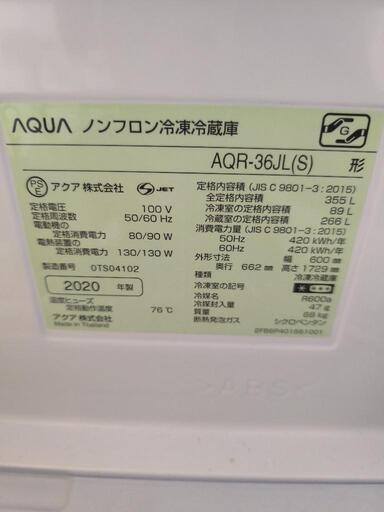 AQUA ノンフロン冷凍冷蔵庫
G
AQR-36JL(S) 形
PS E アクア株式会社 S JET
定格電圧 100 V
定格周波数 50/60 Hz
電動機の
定格消費電力 80/90 W
電熱装置の
定格消費電力 130/130 W
製造番号 0TS04102
2020 年製
温度ヒューズ
定格動作温度 76℃
アクア株式会社
Made in Thailand
定格内容積 (JIS C 9801-3 : 2015)
全定格内容積 355 L
冷凍室の定格内容積 89 L
冷蔵室の定格内容積 266 L
消費電力量 (JIS C 9801-3 : 2015)
50Hz 420 kWh/年
60Hz 420 kWh/年
外形寸法 幅 600 mm
奥行 662 mm 高さ 1729 mm
種類 冷凍冷蔵庫
冷凍室の記号
冷媒名 R600a
冷媒封入量 47 g
質量 68 kg
断熱発泡ガス シクロペンタン
ABS